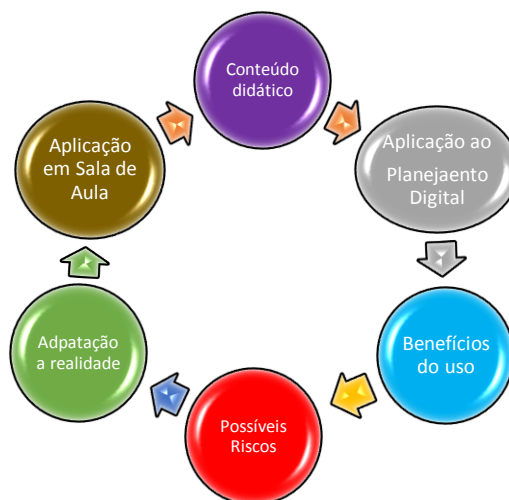 Conteúdo
didático
Aplicação ao
Planejaento
Digital
Benefícios
do uso
Possíveis
Riscos
Adpatação
a realidade
Aplicação
em Sala de
Aula